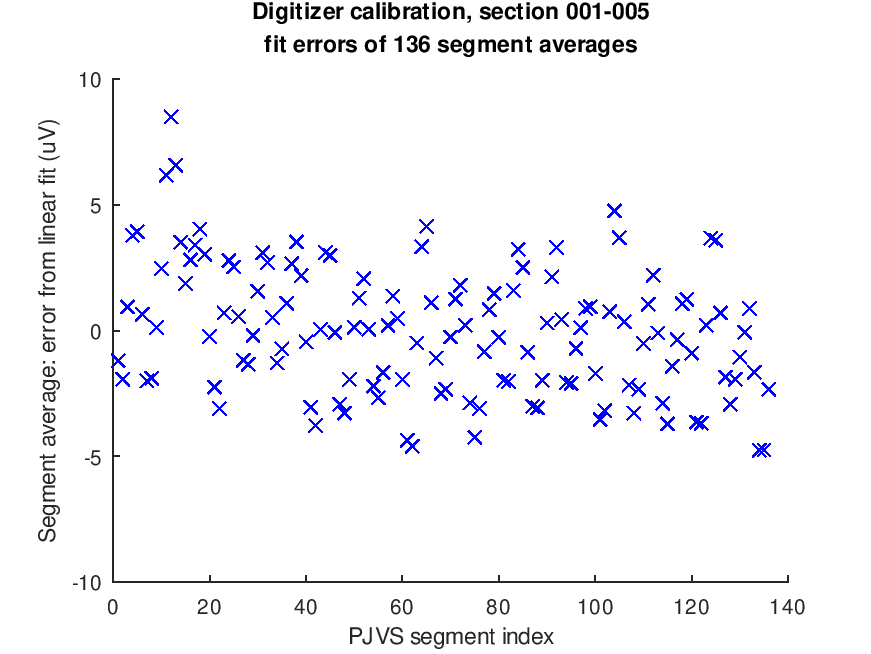 Digitizer calibration, section 001-005
fit errors of 136 segment averages
Segment average: error from linear fit (uV)
10
5
0
-5
-10
0 20 40 60 80 100 120 140
PJVS segment index